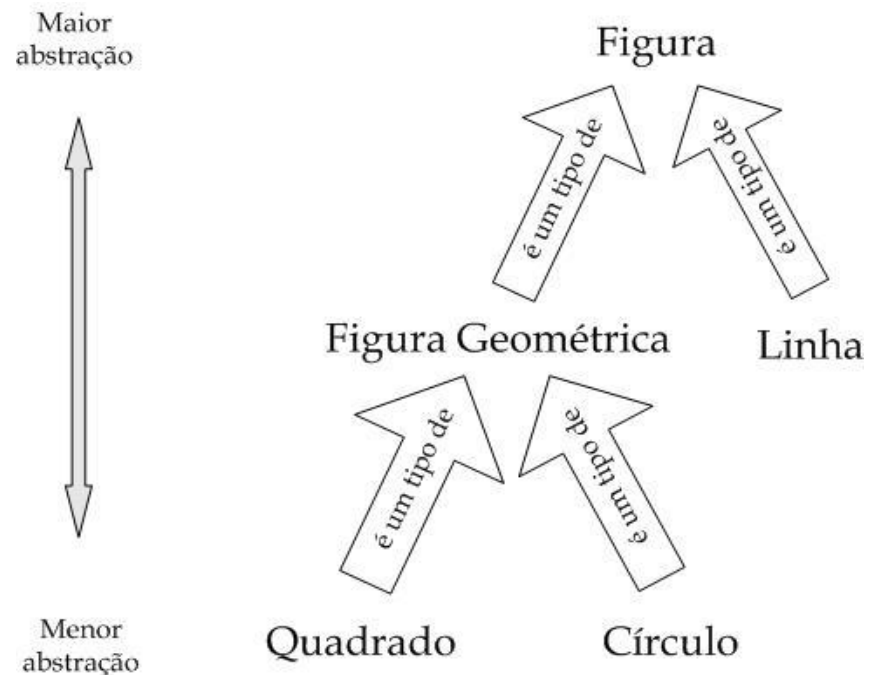 Maior
abstração
Figura
é um tipo de
é um tipo de
Figura Geométrica
Linha
é um tipo de
é um tipo de
Menor
abstração
Quadrado
Círculo